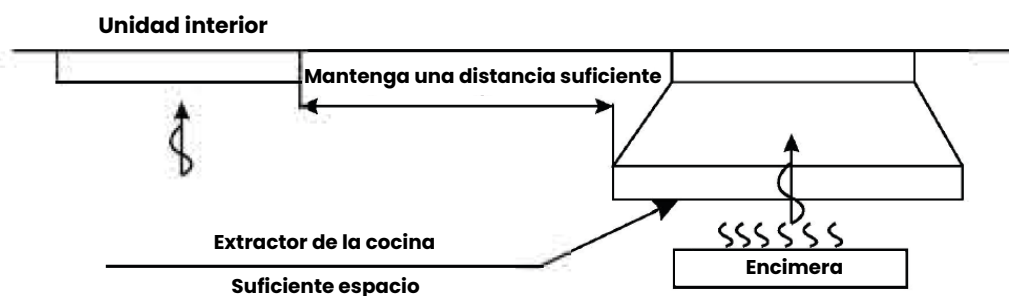 Unidad interior
Mantenga una distancia suficiente
Extractor de la cocina
Suficiente espacio
Encimera